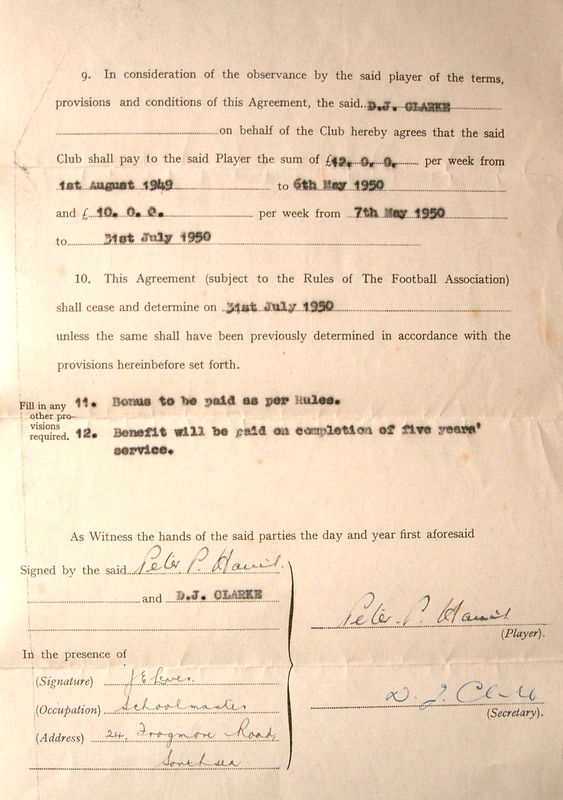 9. In consideration of the observance by the said player of the terms,
provisions and conditions of this Agreement, the said D.J. CLARKE
on behalf of the Club hereby agrees that the said
Club shall pay to the said Player the sum of £12. 0. 0. per week from
1st August 1949 to 6th May 1950
and £ 10. 0. 0. per week from 7th May 1950
to 31st July 1950
10. This Agreement (subject to the Rules of The Football Association)
shall cease and determine on 31st July 1950
unless the same shall have been previously determined in accordance with the
provisions hereinbefore set forth.
Fill in any
other pro-
visions
required.
11. Bonus to be paid as per Rules.
12. Benefit will be paid on completion of five years'
service.
As Witness the hands of the said parties the day and year first aforesaid
Signed by the said Peter P. Harris
and D.J. CLARKE
Peter. P. Harris
(Player).
In the presence of
(Signature)
(Occupation) Schoolmaster
(Address) 24, Frogmore Road,
Southsea
D. J. Clarke
(Secretary).